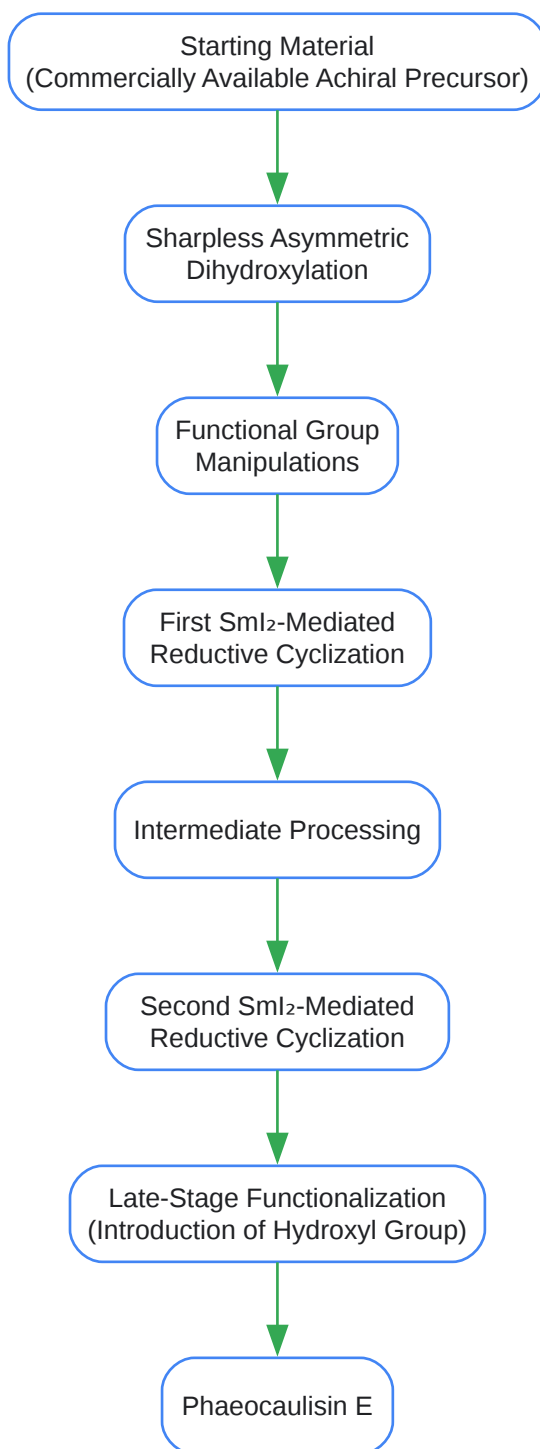 Starting Material
(Commercially Available Achiral Precursor)
Sharpless Asymmetric
Dihydroxylation
Functional Group
Manipulations
First SmI₂-Mediated
Reductive Cyclization
Intermediate Processing
Second SmI₂-Mediated
Reductive Cyclization
Late-Stage Functionalization
(Introduction of Hydroxyl Group)
Phaeocaulisin E